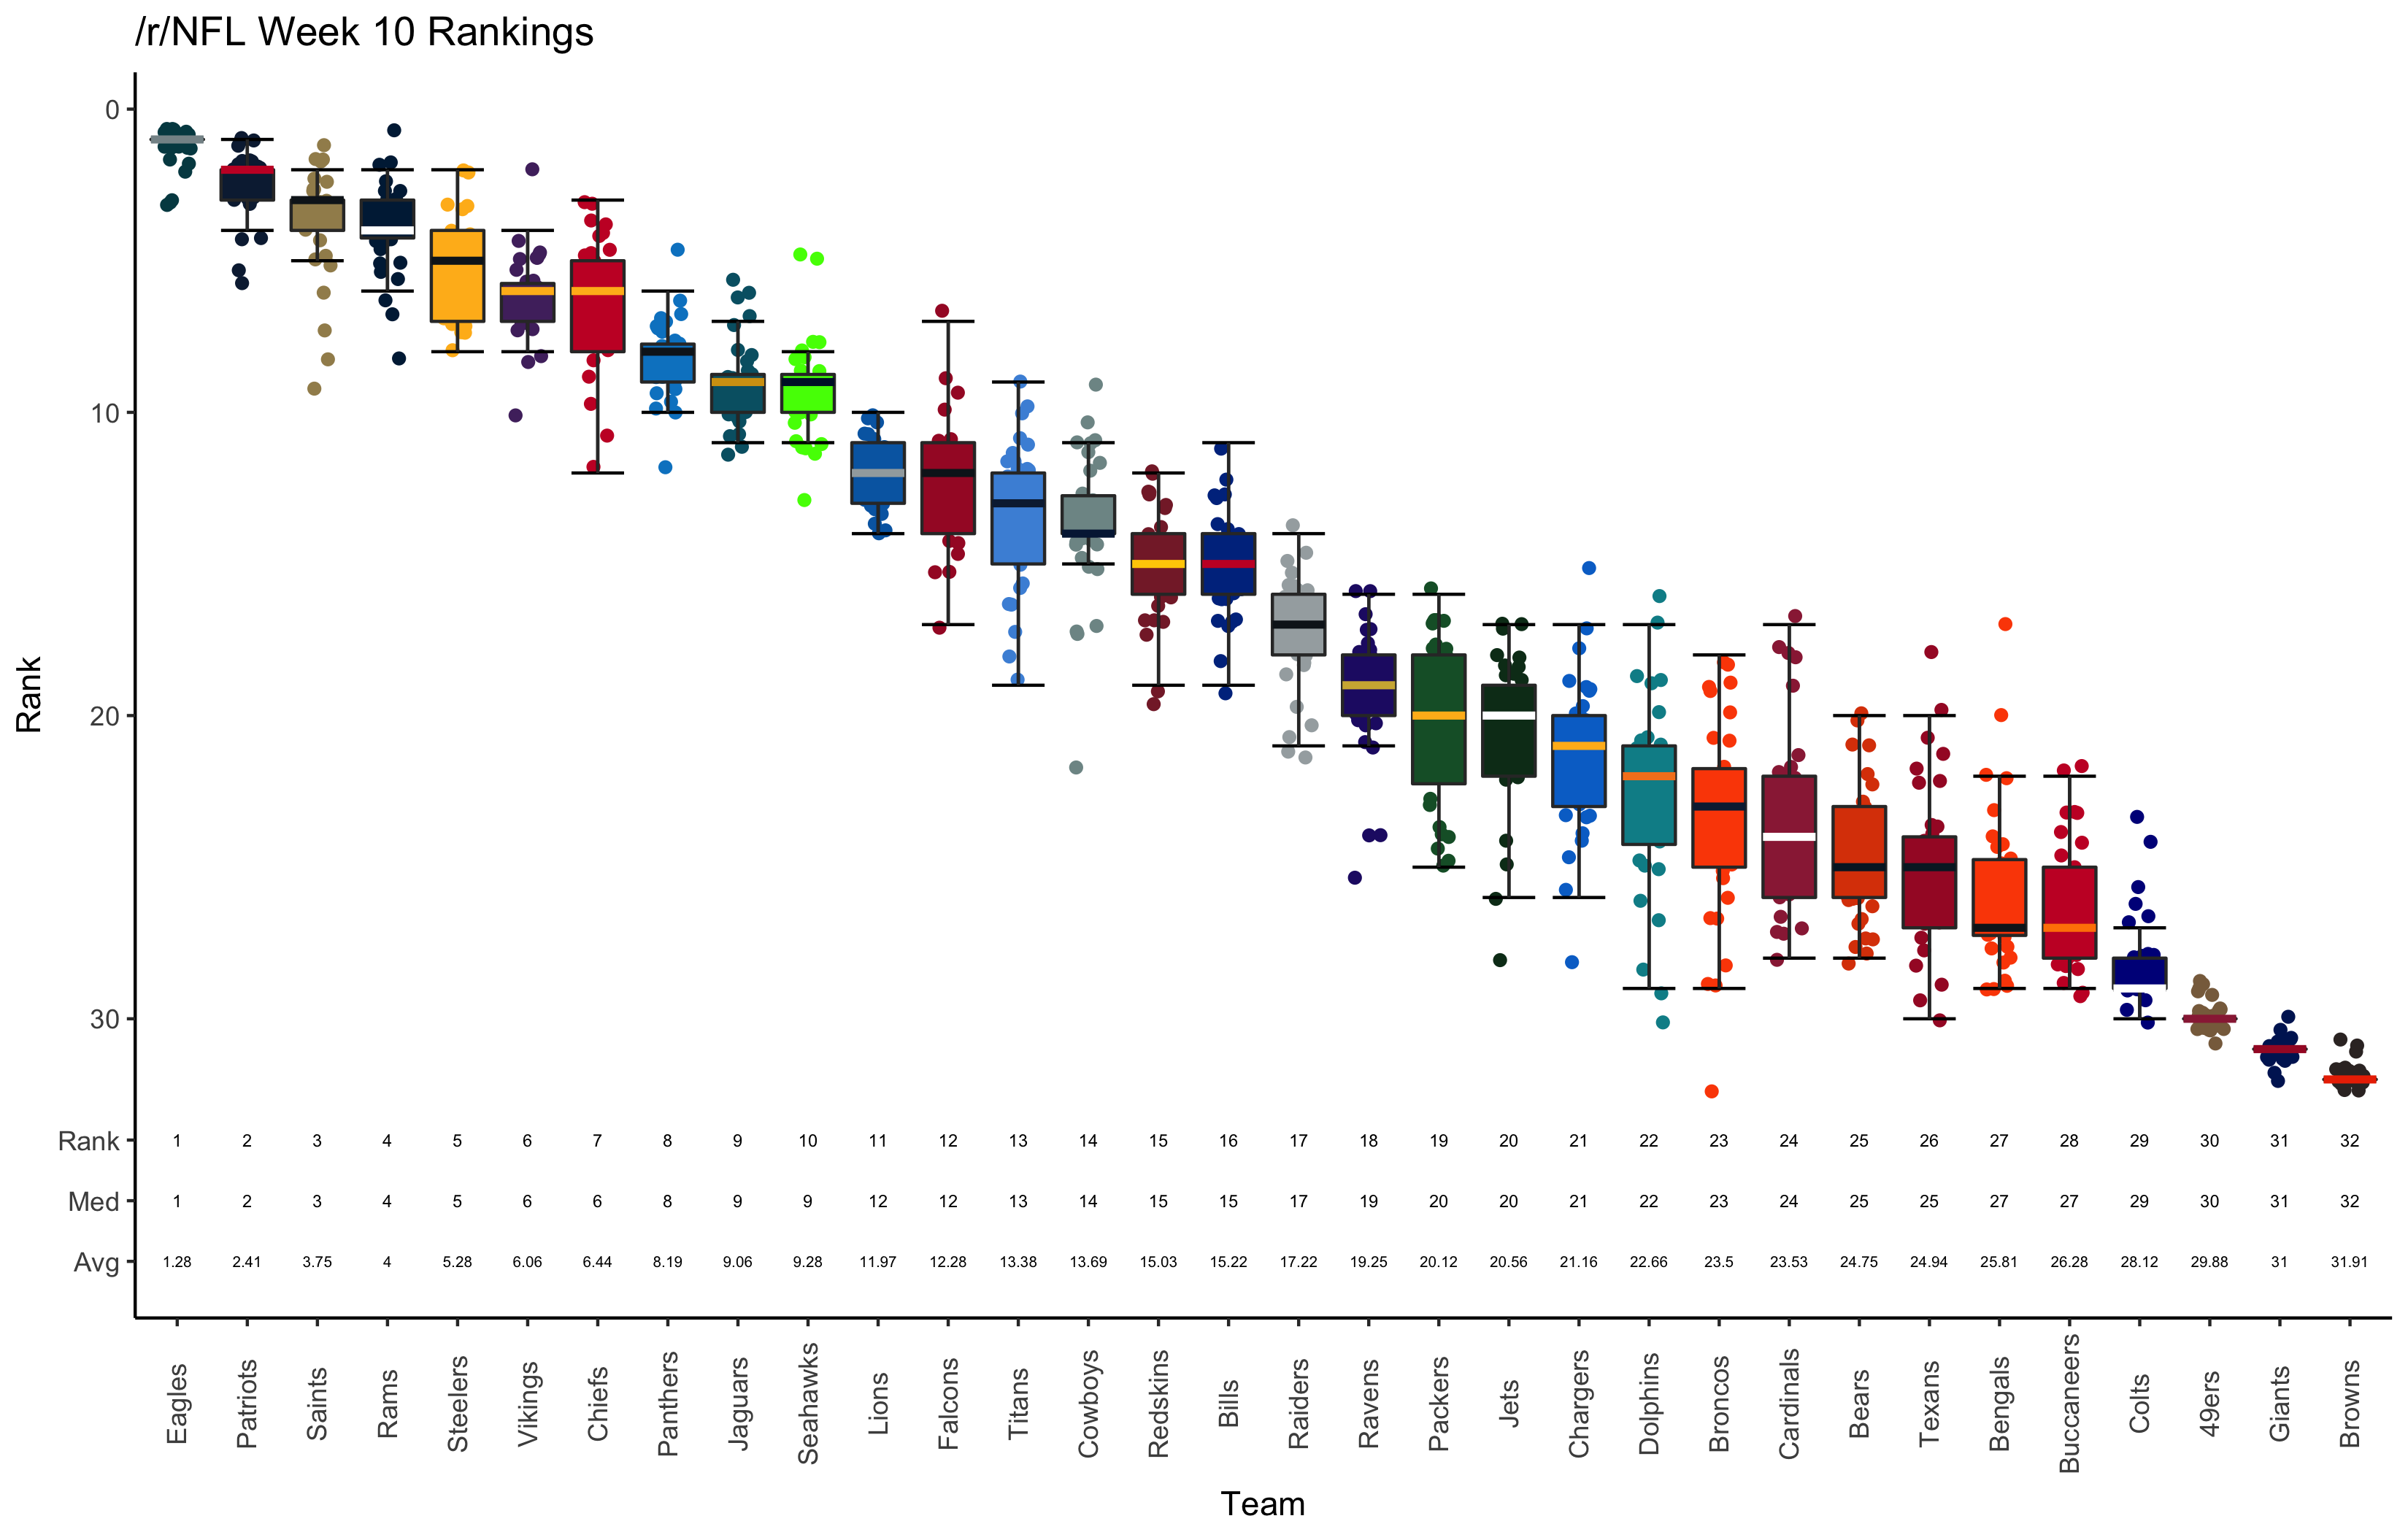 /r/NFL Week 10 Rankings
0
10
20
30
Rank
Rank 1 2 3 4 5 6 7 8 9 10 11 12 13 14 15 16 17 18 19 20 21 22 23 24 25 26 27 28 29 30 31 32
Med 1 2 3 4 5 6 6 8 9 9 12 12 13 14 15 15 17 19 20 20 21 22 23 24 25 25 27 27 29 30 31 32
Avg 1.28 2.41 3.75 4 5.28 6.06 6.44 8.19 9.06 9.28 11.97 12.28 13.38 13.69 15.03 15.22 17.22 19.25 20.12 20.56 21.16 22.66 23.5 23.53 24.75 24.94 25.81 26.28 28.12 29.88 31 31.91
Eagles Patriots Saints Rams Steelers Vikings Chiefs Panthers Jaguars Seahawks Lions Falcons Titans Cowboys Redskins Bills Raiders Ravens Packers Jets Chargers Dolphins Broncos Cardinals Bears Texans Bengals Buccaneers Colts 49ers Giants Browns
Team